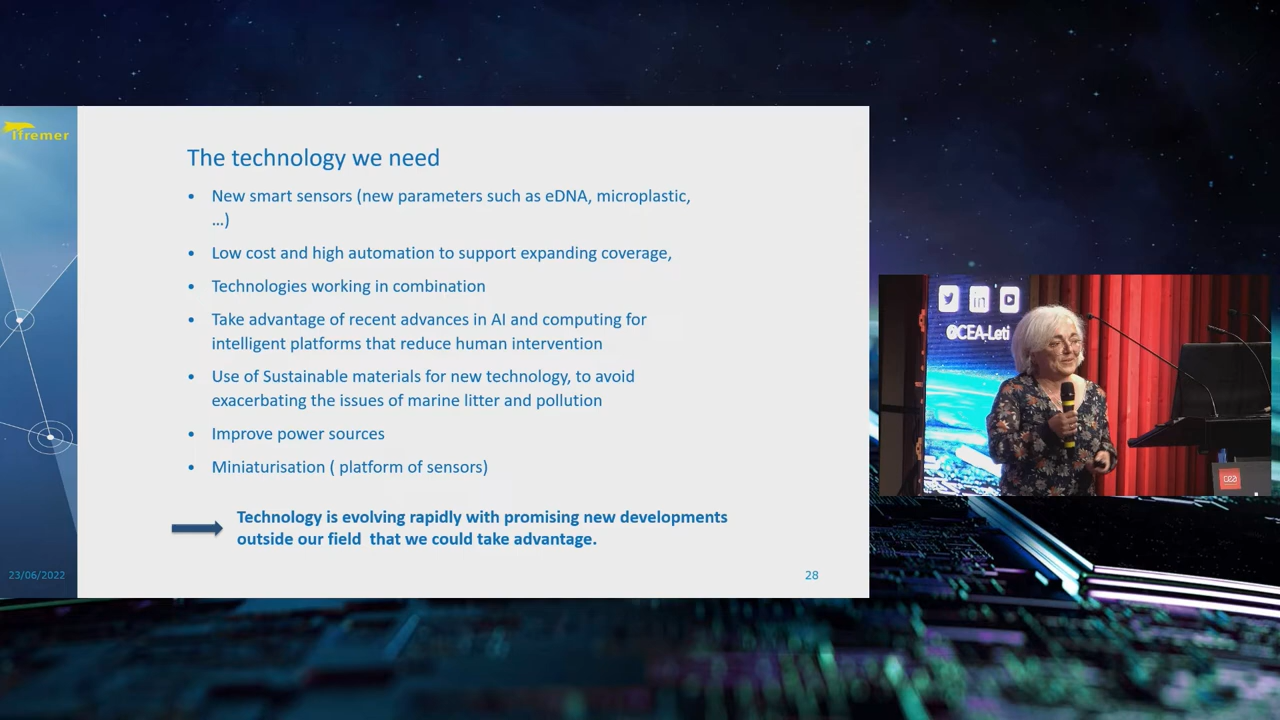 Ifremer
The technology we need
• New smart sensors (new parameters such as eDNA, microplastic,
...)
• Low cost and high automation to support expanding coverage,
• Technologies working in combination
• Take advantage of recent advances in AI and computing for
intelligent platforms that reduce human intervention
• Use of Sustainable materials for new technology, to avoid
exacerbating the issues of marine litter and pollution
• Improve power sources
• Miniaturisation ( platform of sensors)
Technology is evolving rapidly with promising new developments
outside our field that we could take advantage.
23/06/2022
28
in
@CEA-Leti
cea